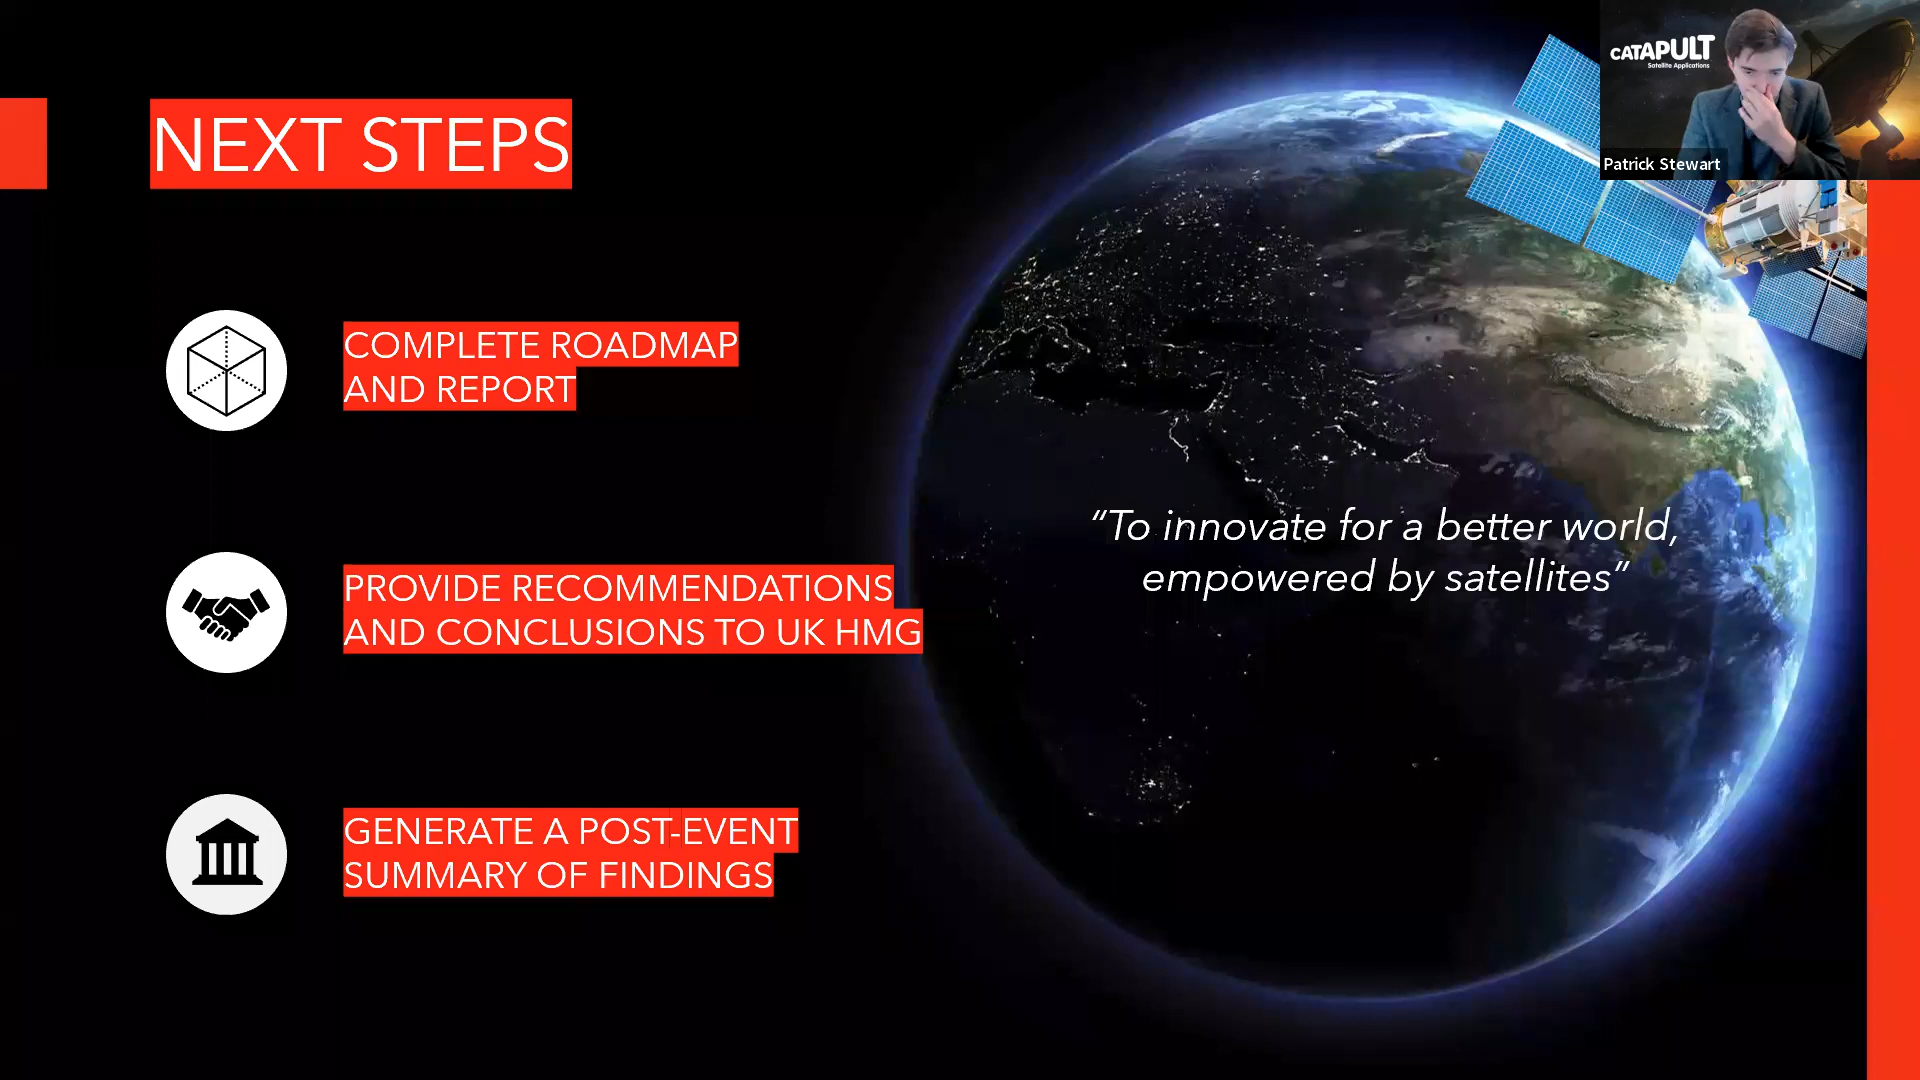 NEXT STEPS
COMPLETE ROADMAP
AND REPORT
PROVIDE RECOMMENDATIONS
AND CONCLUSIONS TO UK HMG
GENERATE A POST-EVENT
SUMMARY OF FINDINGS
“To innovate for a better world,
empowered by satellites”
CATAPULT
Satellite Applications
Patrick Stewart